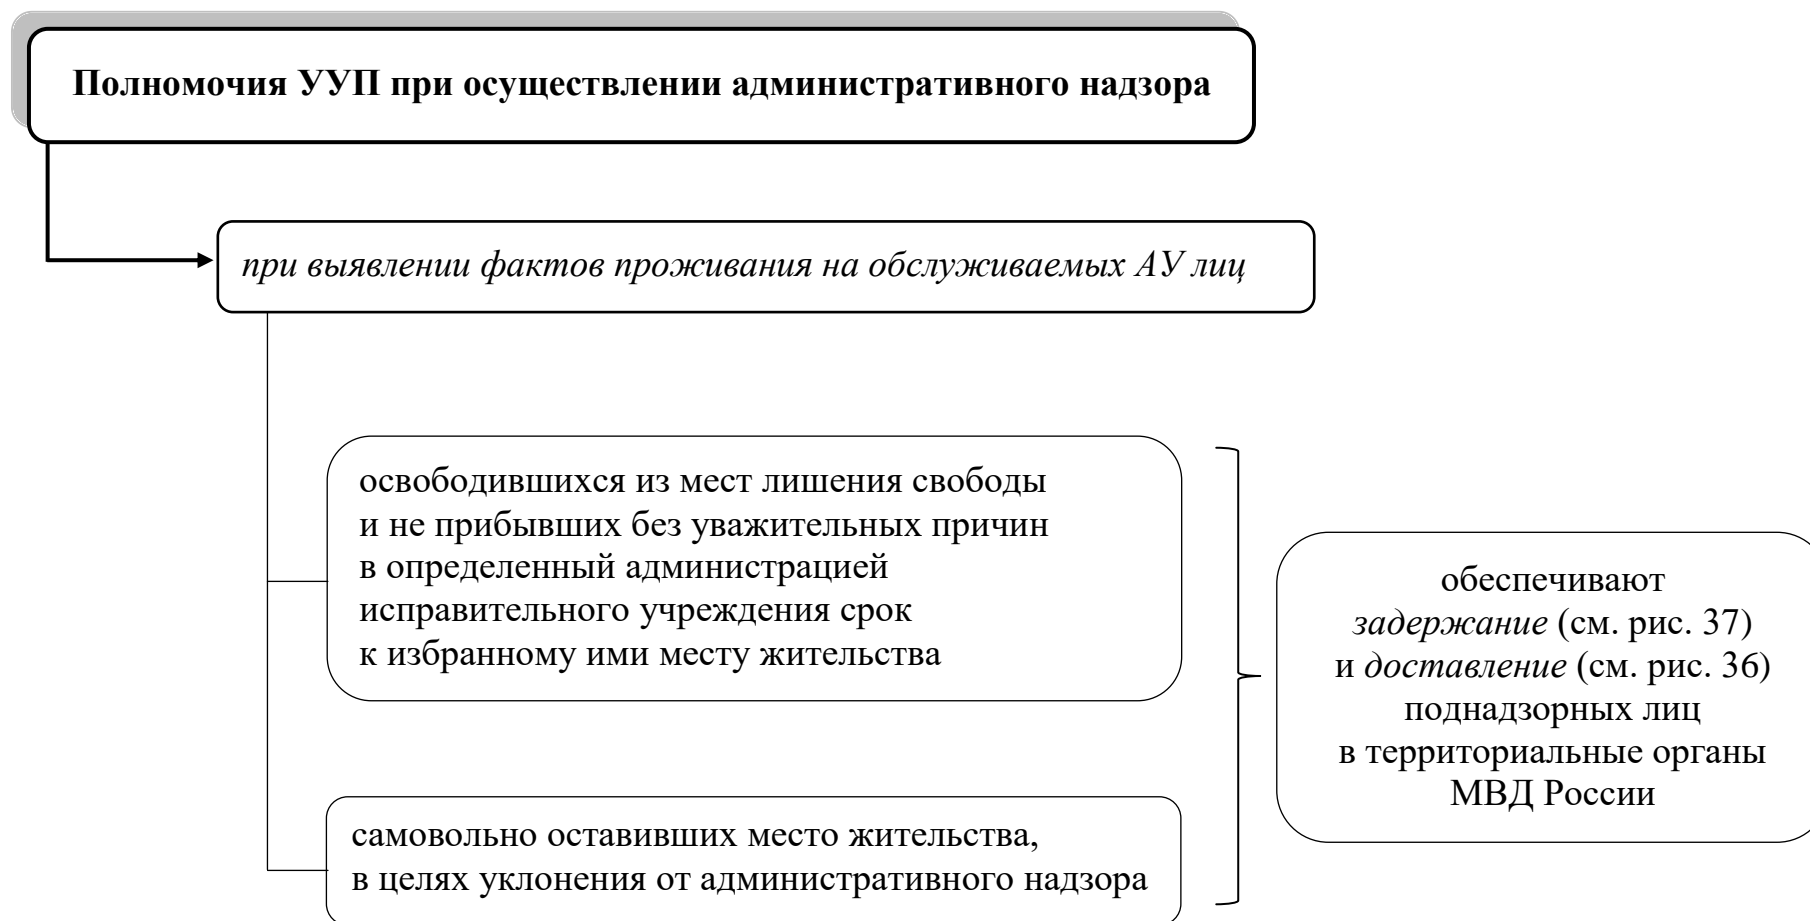 Полномочия УУП при осуществлении административного надзора
при выявлении фактов проживания на обслуживаемых АУ лиц
освободившихся из мест лишения свободы
и не прибывших без уважительных причин
в определенный администрацией
исправительного учреждения срок
к избранному ими месту жительства
самовольно оставивших место жительства,
в целях уклонения от административного надзора
обеспечивают
задержание (см. рис. 37)
и доставление (см. рис. 36)
поднадзорных лиц
в территориальные органы
МВД России